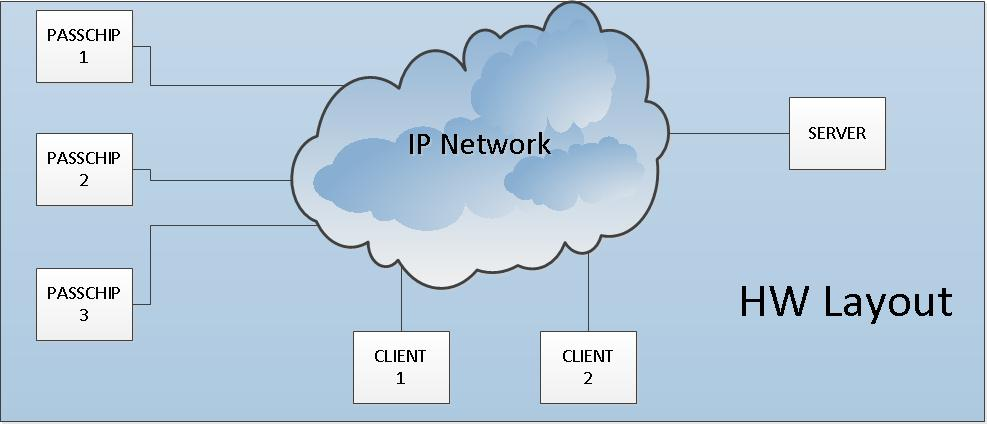 PASSCHIP
1
PASSCHIP
2
PASSCHIP
3
IP Network
SERVER
CLIENT
1
CLIENT
2
HW Layout